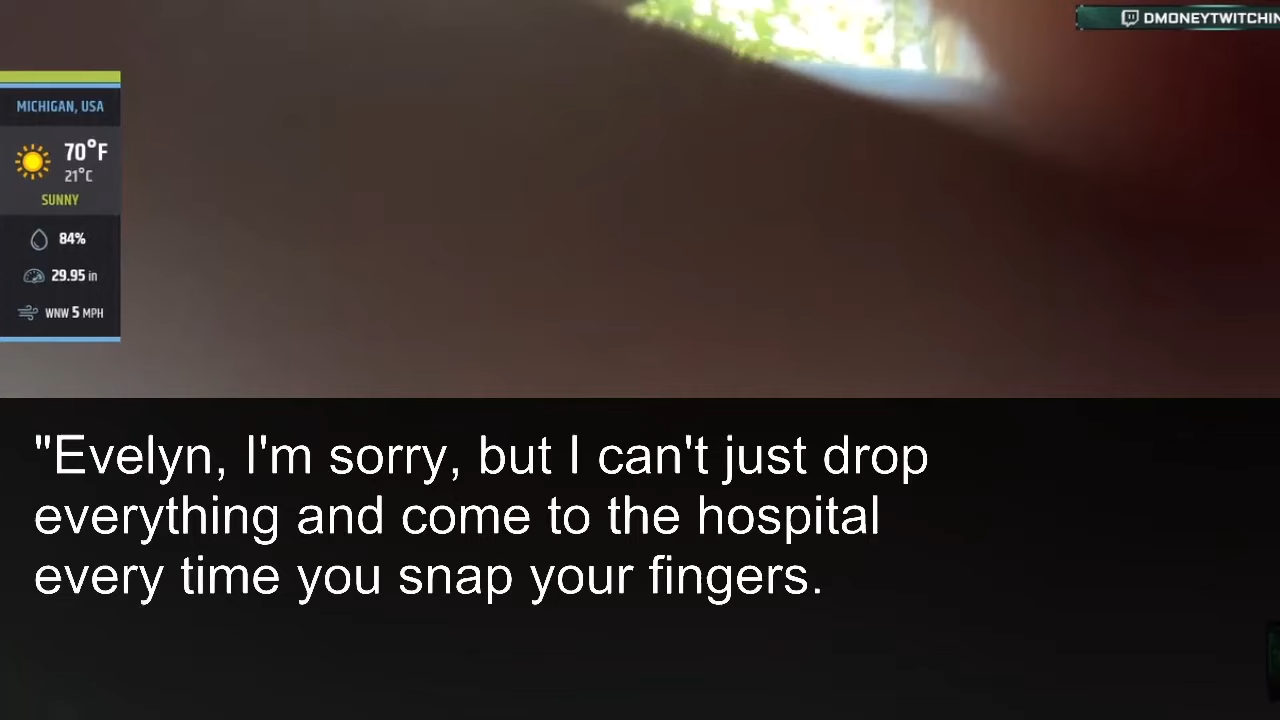 DMONEYTWITCHIN
MICHIGAN, USA
70°F
21°C
SUNNY
84%
29.95 in
WNW 5 MPH
"Evelyn, I'm sorry, but I can't just drop
everything and come to the hospital
every time you snap your fingers.